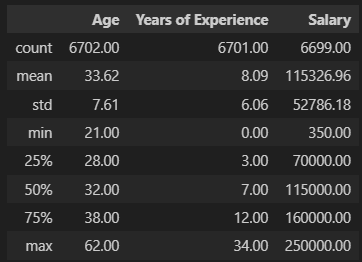 Age Years of Experience Salary
count 6702.00 6701.00 6699.00
mean 33.62 8.09 115326.96
std 7.61 6.06 52786.18
min 21.00 0.00 350.00
25% 28.00 3.00 70000.00
50% 32.00 7.00 115000.00
75% 38.00 12.00 160000.00
max 62.00 34.00 250000.00